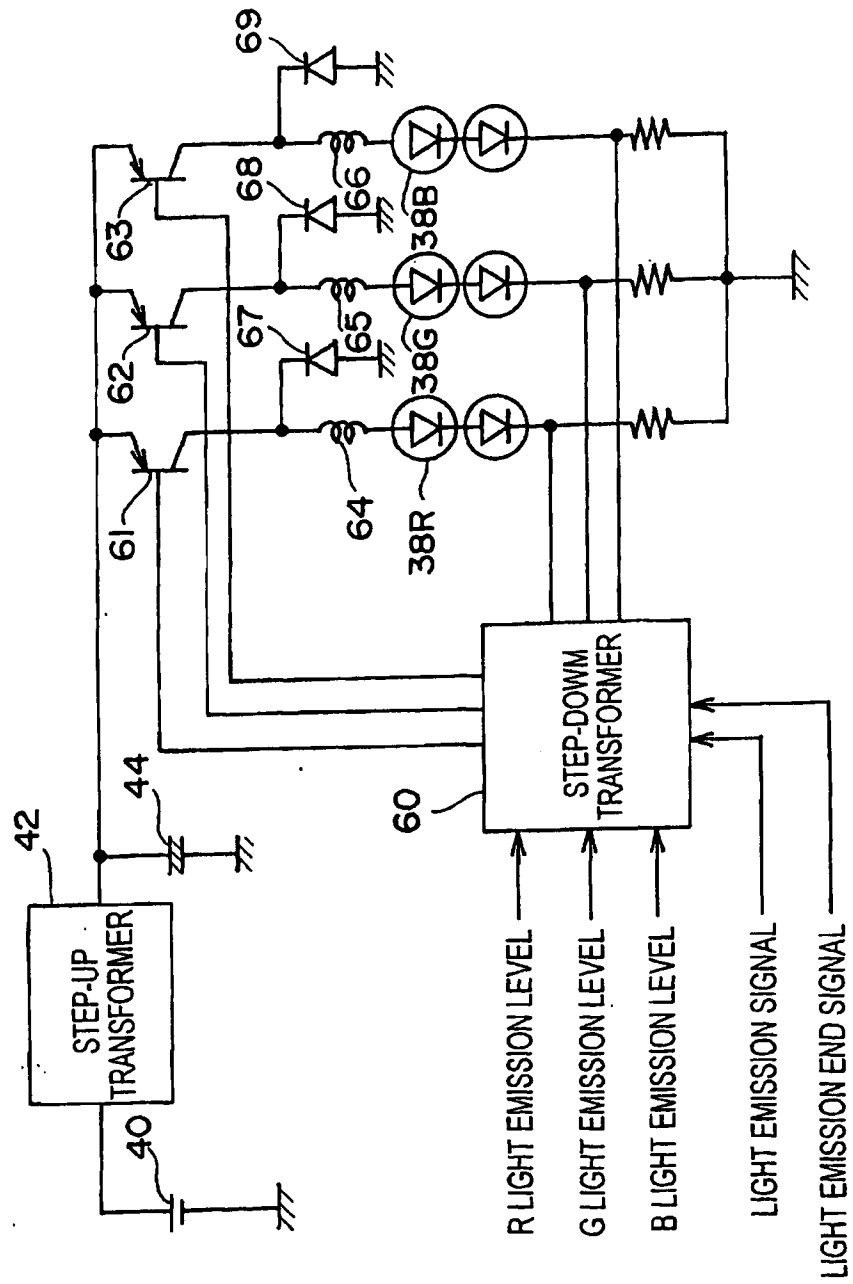 STEP-UP
TRANSFORMER
42
40
44
61
62
63
67
68
69
64
65
66
38R
38G
38B
60
STEP-DOWM
TRANSFORMER
R LIGHT EMISSION LEVEL
G LIGHT EMISSION LEVEL
B LIGHT EMISSION LEVEL
LIGHT EMISSION SIGNAL
LIGHT EMISSION END SIGNAL